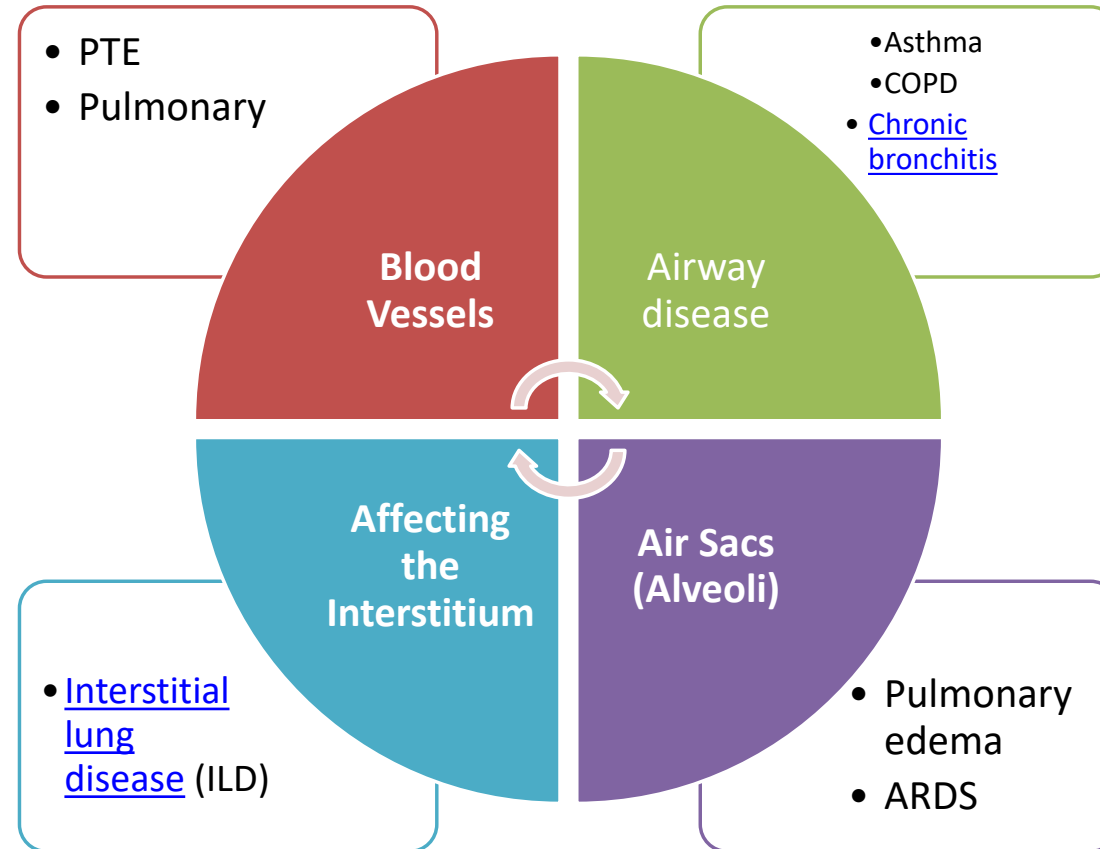 • PTE
• Pulmonary
•Asthma
•COPD
• Chronic
bronchitis
Blood
Vessels
Airway
disease
Affecting
the
Interstitium
Air Sacs
(Alveoli)
•Interstitial
lung
disease (ILD)
• Pulmonary
edema
• ARDS